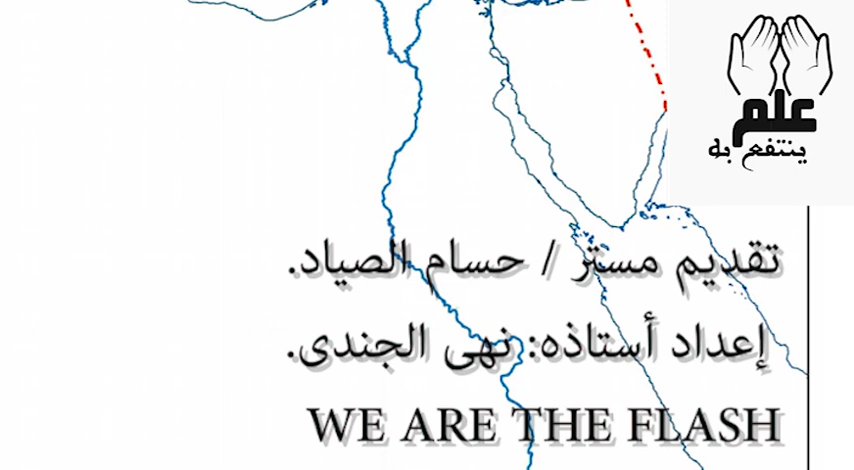 علم
ينتفع به
تقديم مستر / حسام الصياد.
إعداد أستاذه: نهى الجندى.
WE ARE THE FLASH